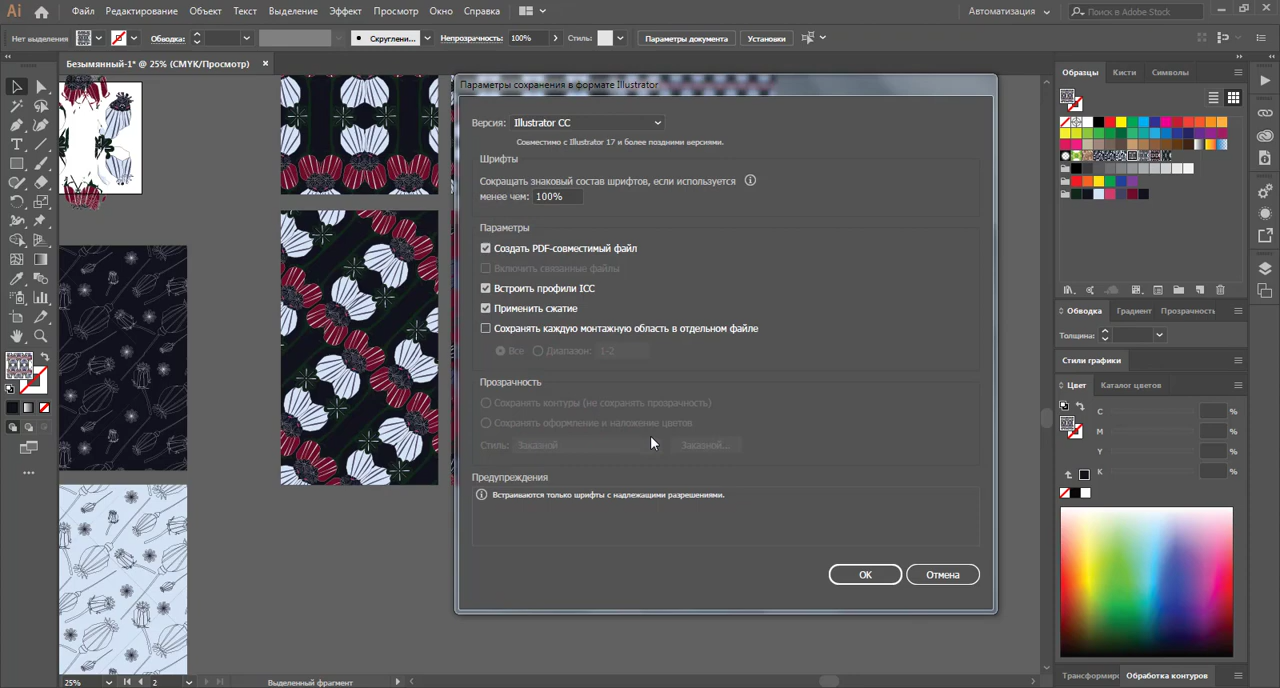 Ai Файл Редактирование Объект Текст Выделение Эффект Просмотр Окно Справка Автоматизация Поиск в Adobe Stock
Нет выделения Обводка: Скруглени... Непрозрачность: 100% Стиль: Параметры документа Установки
Безымянный-1* @ 25% (CMYK/Просмотр)
Параметры сохранения в формате Illustrator
Образцы Кисти Символы
Версия: Illustrator CC
Совместимо с Illustrator 17 и более поздними версиями.
Шрифты
Сокращать знаковый состав шрифтов, если используется
менее чем: 100%
Параметры
Создать PDF-совместимый файл
Включить связанные файлы
Встроить профили ICC
Применить сжатие
Сохранять каждую монтажную область в отдельном файле
Все Диапазон: 1-2
Прозрачность
Сохранять контуры (не сохранять прозрачность)
Сохранять оформление и наложение цветов
Стиль: Заказной Заказной...
Предупреждения
Встраиваются только шрифты с надлежащими разрешениями.
OK Отмена
Обводка Градиент Прозрачность
Толщина:
Стили графики
Цвет Каталог цветов
C %
M %
Y %
K %
Трансформиро Обработка контуров
25% 2 Выделенный фрагмент